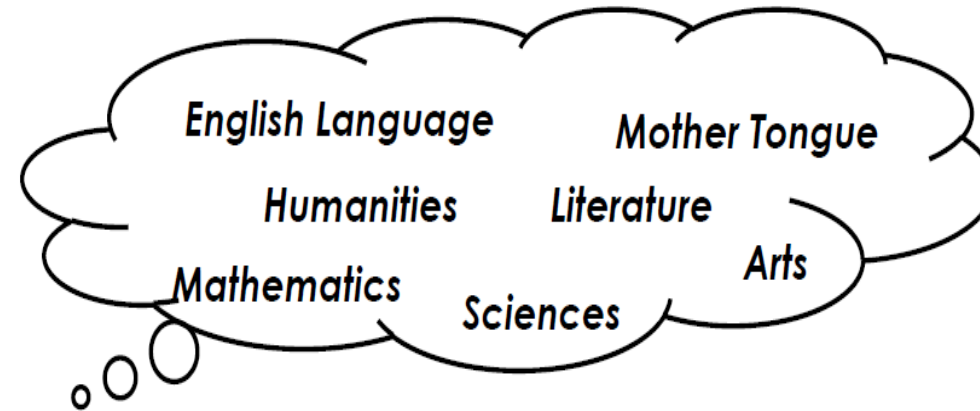 English Language
Mother Tongue
Humanities
Literature
Mathematics
Sciences
Arts